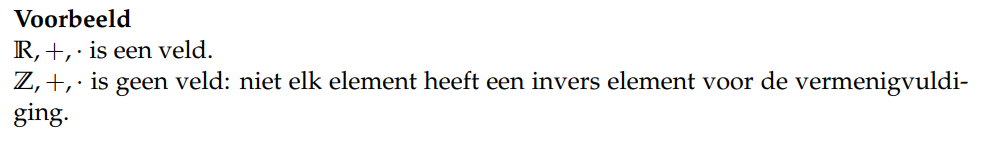 Voorbeeld
ℝ, +, · is een veld.
ℤ, +, · is geen veld: niet elk element heeft een invers element voor de vermenigvuldi-
ging.